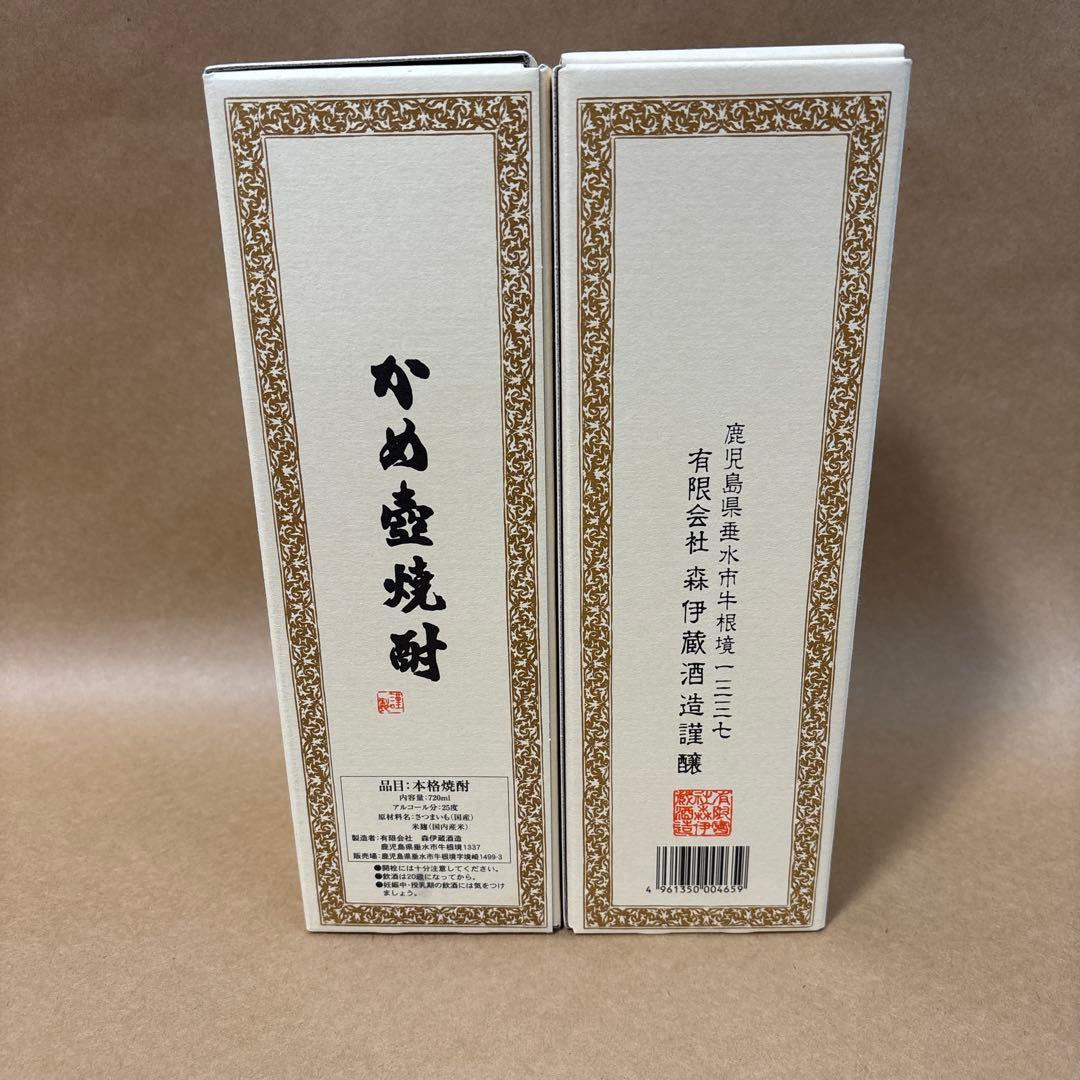 かめ壺焼酎
謹製
品目：本格焼酎
内容量：720ml
アルコール分：25度
原材料名：さつまいも（国産）
米麹（国内産米）
製造者：有限会社　森伊蔵酒造
鹿児島県垂水市牛根境1337
販売場：鹿児島県垂水市牛根境字境崎1499-3
●開栓には十分注意してください。
●飲酒は20歳になってから。
●妊娠中・授乳期の飲酒には気をつけ
ましょう。
鹿児島県垂水市牛根境一三三七
有限会社 森伊蔵酒造謹醸
4 961350 004659